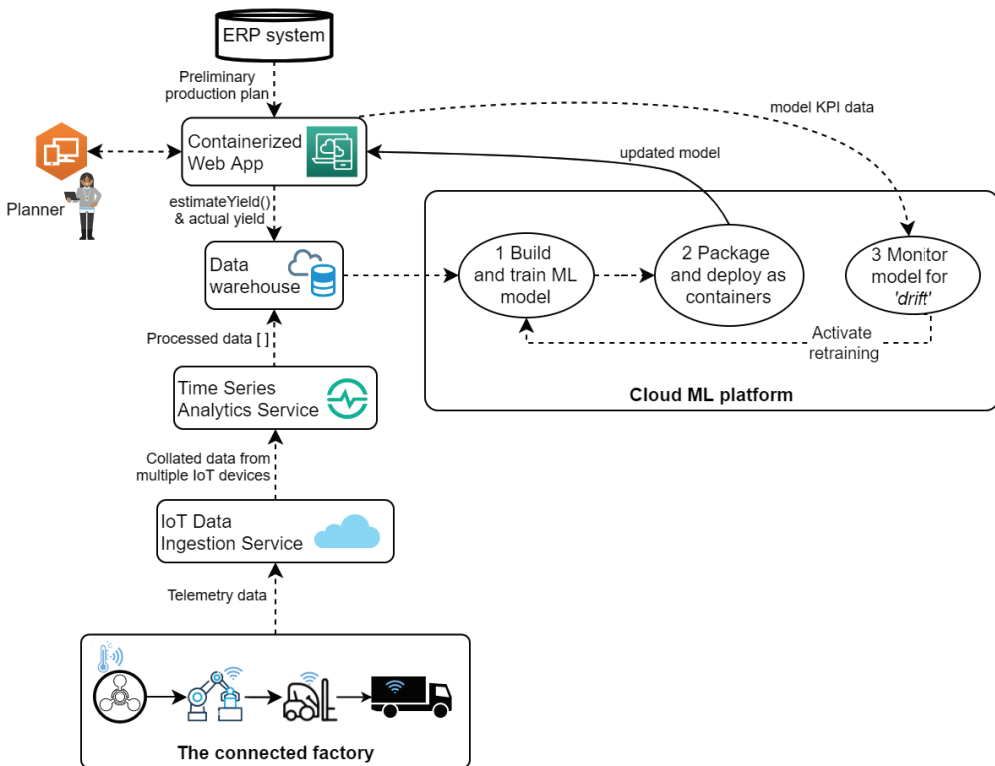 ERP system
Preliminary
production plan
model KPI data
Containerized
Web App
updated model
Planner
estimateYield()
& actual yield
Data
warehouse
1 Build
and train ML
model
2 Package
and deploy as
containers
3 Monitor
model for
'drift'
Activate
retraining
Processed data [ ]
Cloud ML platform
Time Series
Analytics Service
Collated data from
multiple IoT devices
IoT Data
Ingestion Service
Telemetry data
°C
The connected factory